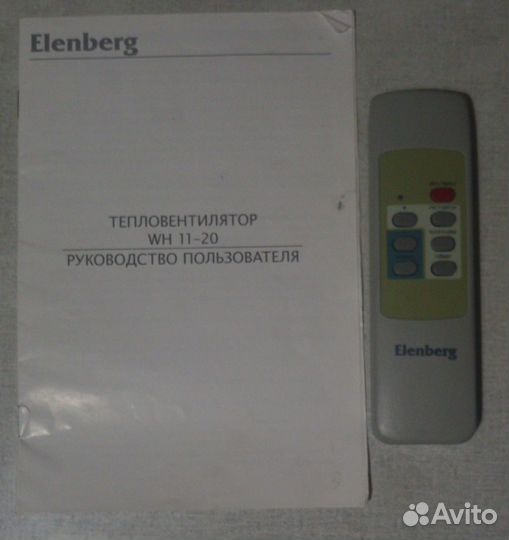 Elenberg
ТЕПЛОВЕНТИЛЯТОР
WH 11-20
РУКОВОДСТВО ПОЛЬЗОВАТЕЛЯ
Elenberg
Avito